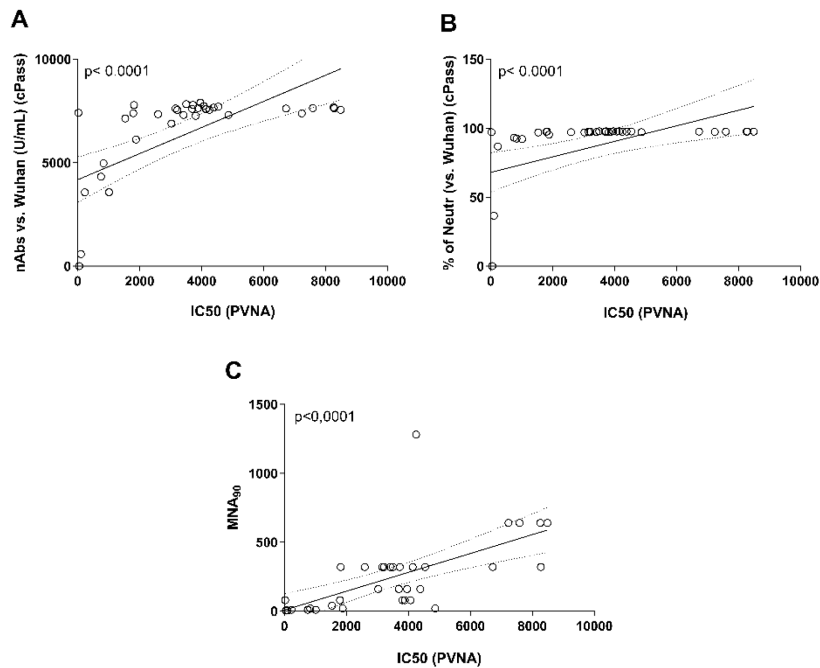 A
p< 0.0001
nAbs vs. Wuhan (U/mL) (cPass)
10000
5000
0
0 2000 4000 6000 8000 10000
IC50 (PVNA)
B
p< 0.0001
% of Neutr (vs. Wuhan) (cPass)
150
100
50
0
0 2000 4000 6000 8000 10000
IC50 (PVNA)
C
p<0,0001
MNA90
1500
1000
500
0
0 2000 4000 6000 8000 10000
IC50 (PVNA)